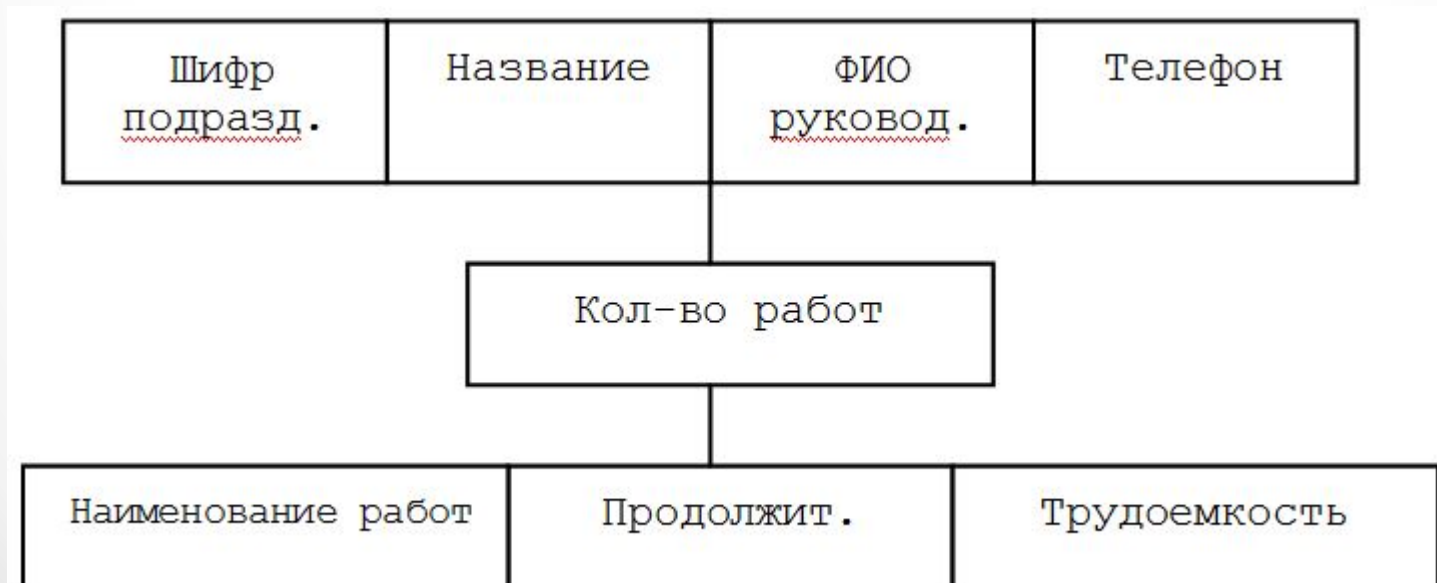 Шифр
подразд.
Название
ФИО
руковод.
Телефон
Кол-во работ
Наименование работ
Продолжит.
Трудоемкость